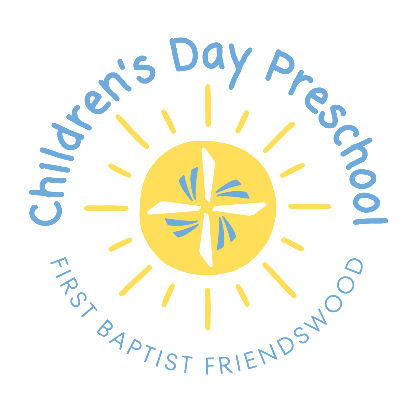 Children's Day Preschool
FIRST BAPTIST FRIENDSWOOD